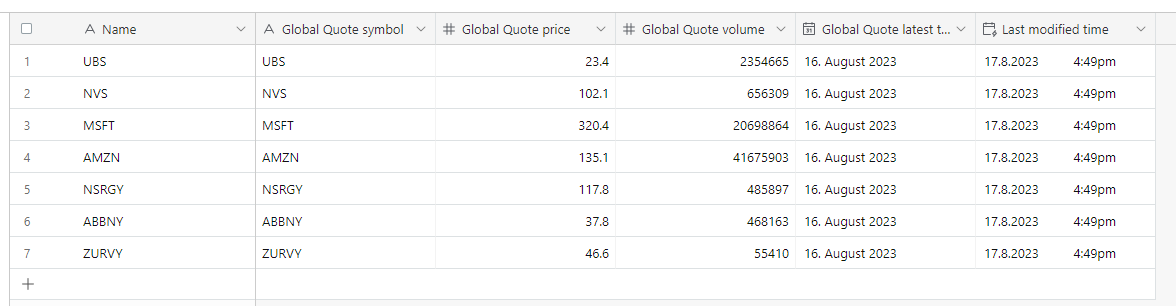 Name Global Quote symbol Global Quote price Global Quote volume Global Quote latest t... Last modified time
1 UBS UBS 23.4 2354665 16. August 2023 17.8.2023 4:49pm
2 NVS NVS 102.1 656309 16. August 2023 17.8.2023 4:49pm
3 MSFT MSFT 320.4 20698864 16. August 2023 17.8.2023 4:49pm
4 AMZN AMZN 135.1 41675903 16. August 2023 17.8.2023 4:49pm
5 NSRGY NSRGY 117.8 485897 16. August 2023 17.8.2023 4:49pm
6 ABBNY ABBNY 37.8 468163 16. August 2023 17.8.2023 4:49pm
7 ZURVY ZURVY 46.6 55410 16. August 2023 17.8.2023 4:49pm